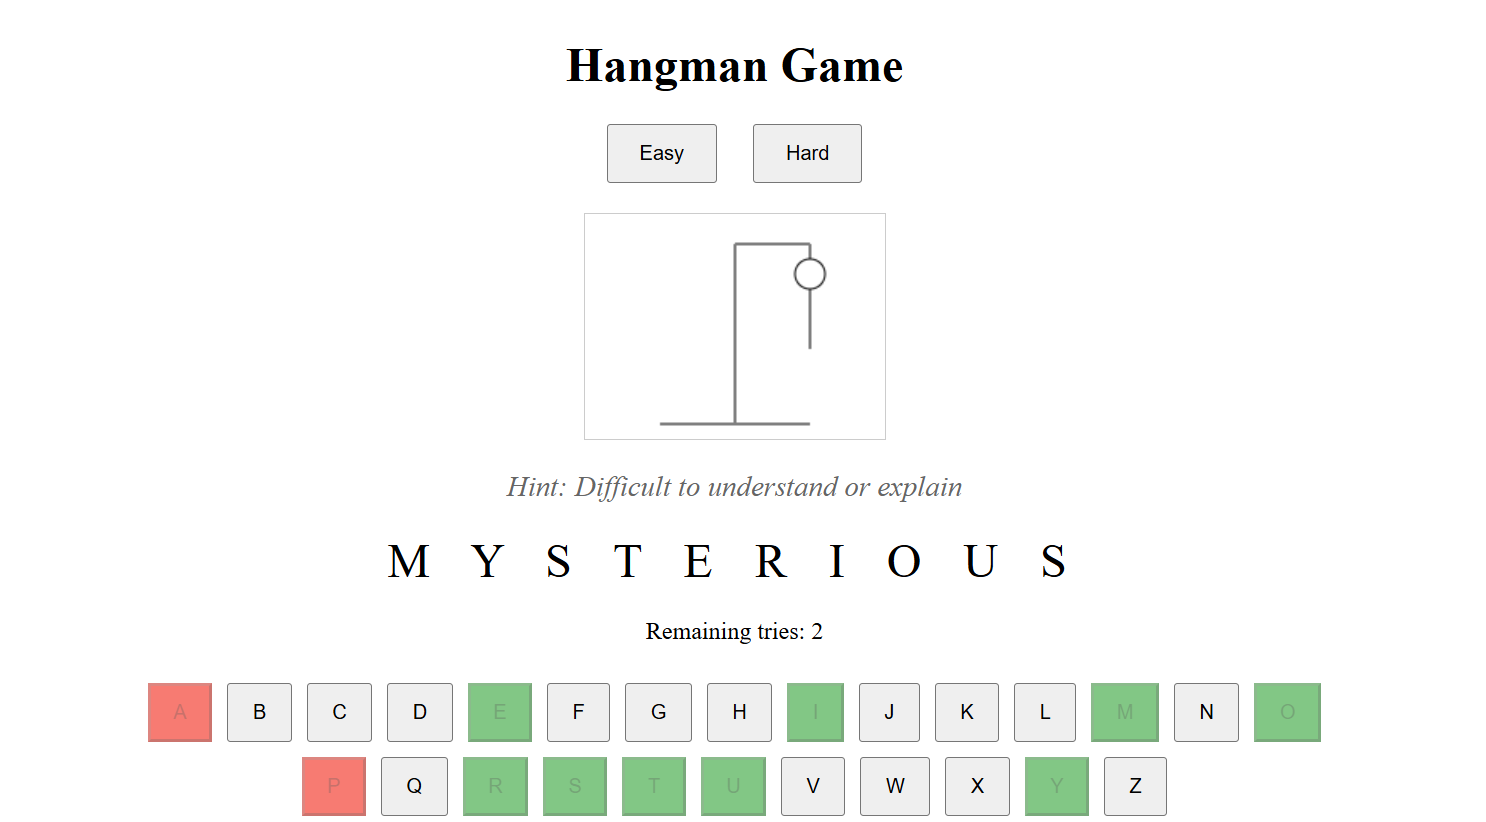 Hangman Game
Easy Hard
Hint: Difficult to understand or explain
M Y S T E R I O U S
Remaining tries: 2
A B C D E F G H I J K L M N O
P Q R S T U V W X Y Z